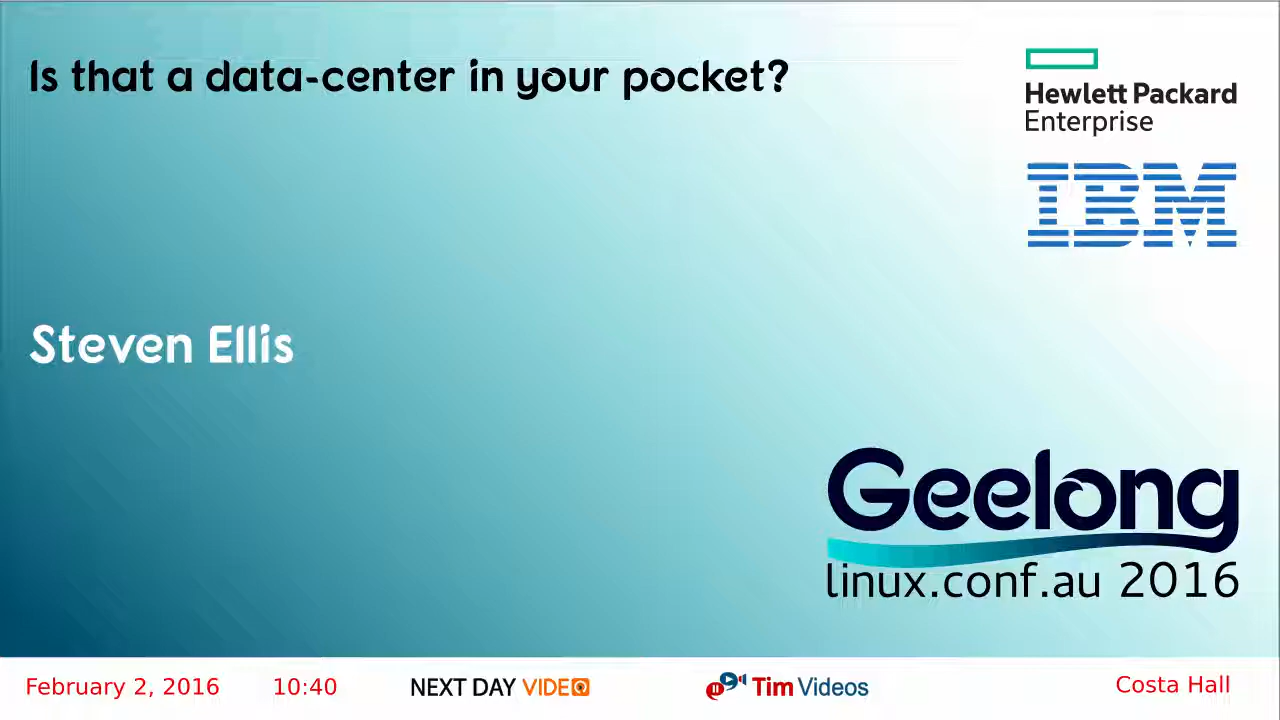 Is that a data-center in your pocket?
Hewlett Packard
Enterprise
IBM
Steven Ellis
Geelong
linux.conf.au 2016
February 2, 2016 10:40 NEXT DAY VIDEO Tim Videos Costa Hall